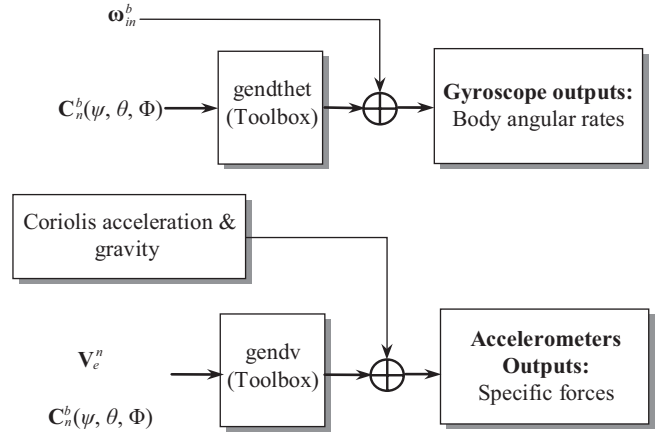 ω^b_in
C^b_n(ψ, θ, Φ)
gendthet
(Toolbox)
Gyroscope outputs:
Body angular rates
Coriolis acceleration &
gravity
V^n_e
C^b_n(ψ, θ, Φ)
gendv
(Toolbox)
Accelerometers
Outputs:
Specific forces